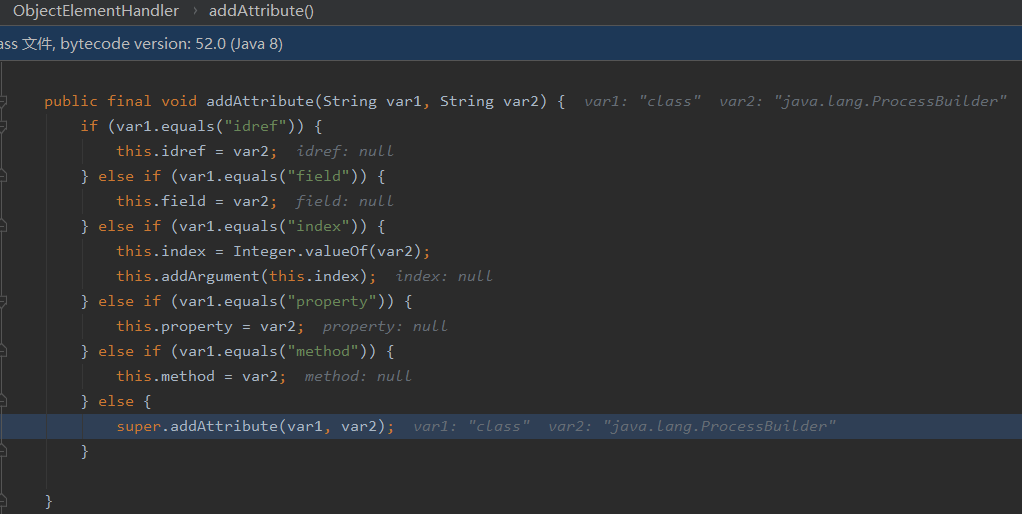 ObjectElementHandler › addAttribute()
ass 文件, bytecode version: 52.0 (Java 8)
public final void addAttribute(String var1, String var2) {  var1: "class"  var2: "java.lang.ProcessBuilder"
if (var1.equals("idref")) {
this.idref = var2;  idref: null
} else if (var1.equals("field")) {
this.field = var2;  field: null
} else if (var1.equals("index")) {
this.index = Integer.valueOf(var2);
this.addArgument(this.index);  index: null
} else if (var1.equals("property")) {
this.property = var2;  property: null
} else if (var1.equals("method")) {
this.method = var2;  method: null
} else {
super.addAttribute(var1, var2);  var1: "class"  var2: "java.lang.ProcessBuilder"
}
}